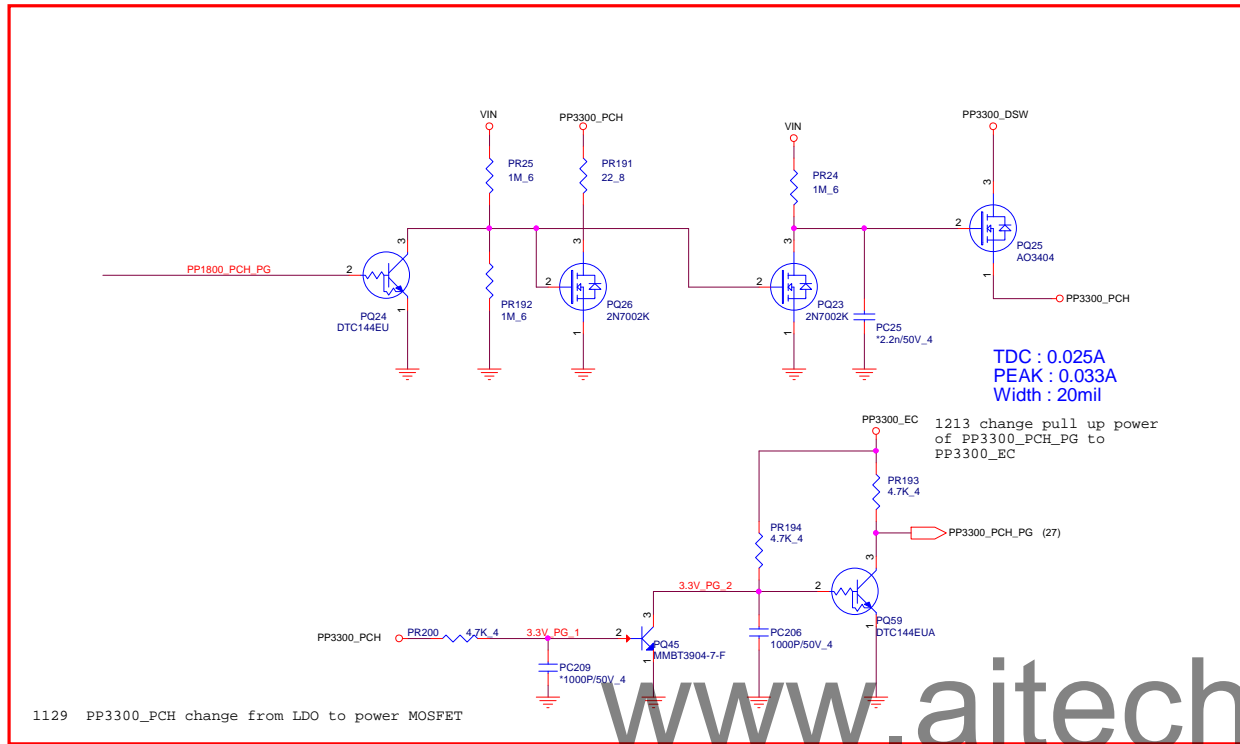 VIN
PP3300_PCH
VIN
PP3300_DSW
PR25
1M_6
PR191
22_8
PR24
1M_6
3
2
PQ25
AO3404
1
PP3300_PCH
PP1800_PCH_PG
2
3
1
PQ24
DTC144EU
PR192
1M_6
3
2
1
PQ26
2N7002K
3
2
1
PQ23
2N7002K
PC25
*2.2n/50V_4
TDC : 0.025A
PEAK : 0.033A
Width : 20mil
PP3300_EC
1213 change pull up power
of PP3300_PCH_PG to
PP3300_EC
PR193
4.7K_4
PR194
4.7K_4
PP3300_PCH_PG (27)
3
2
1
PQ59
DTC144EUA
3.3V_PG_2
PP3300_PCH
PR200
4.7K_4
3.3V_PG_1
2
3
1
PQ45
MMBT3904-7-F
PC206
1000P/50V_4
PC209
*1000P/50V_4
1129 PP3300_PCH change from LDO to power MOSFET
www.aitech